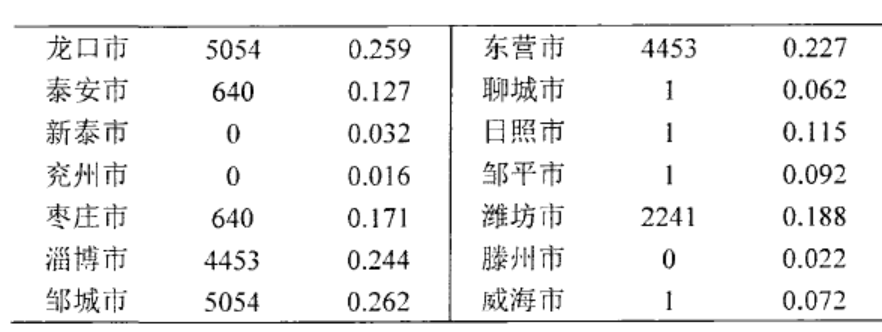 龙口市 5054 0.259 东营市 4453 0.227
泰安市 640 0.127 聊城市 1 0.062
新泰市 0 0.032 日照市 1 0.115
兖州市 0 0.016 邹平市 1 0.092
枣庄市 640 0.171 潍坊市 2241 0.188
淄博市 4453 0.244 滕州市 0 0.022
邹城市 5054 0.262 威海市 1 0.072